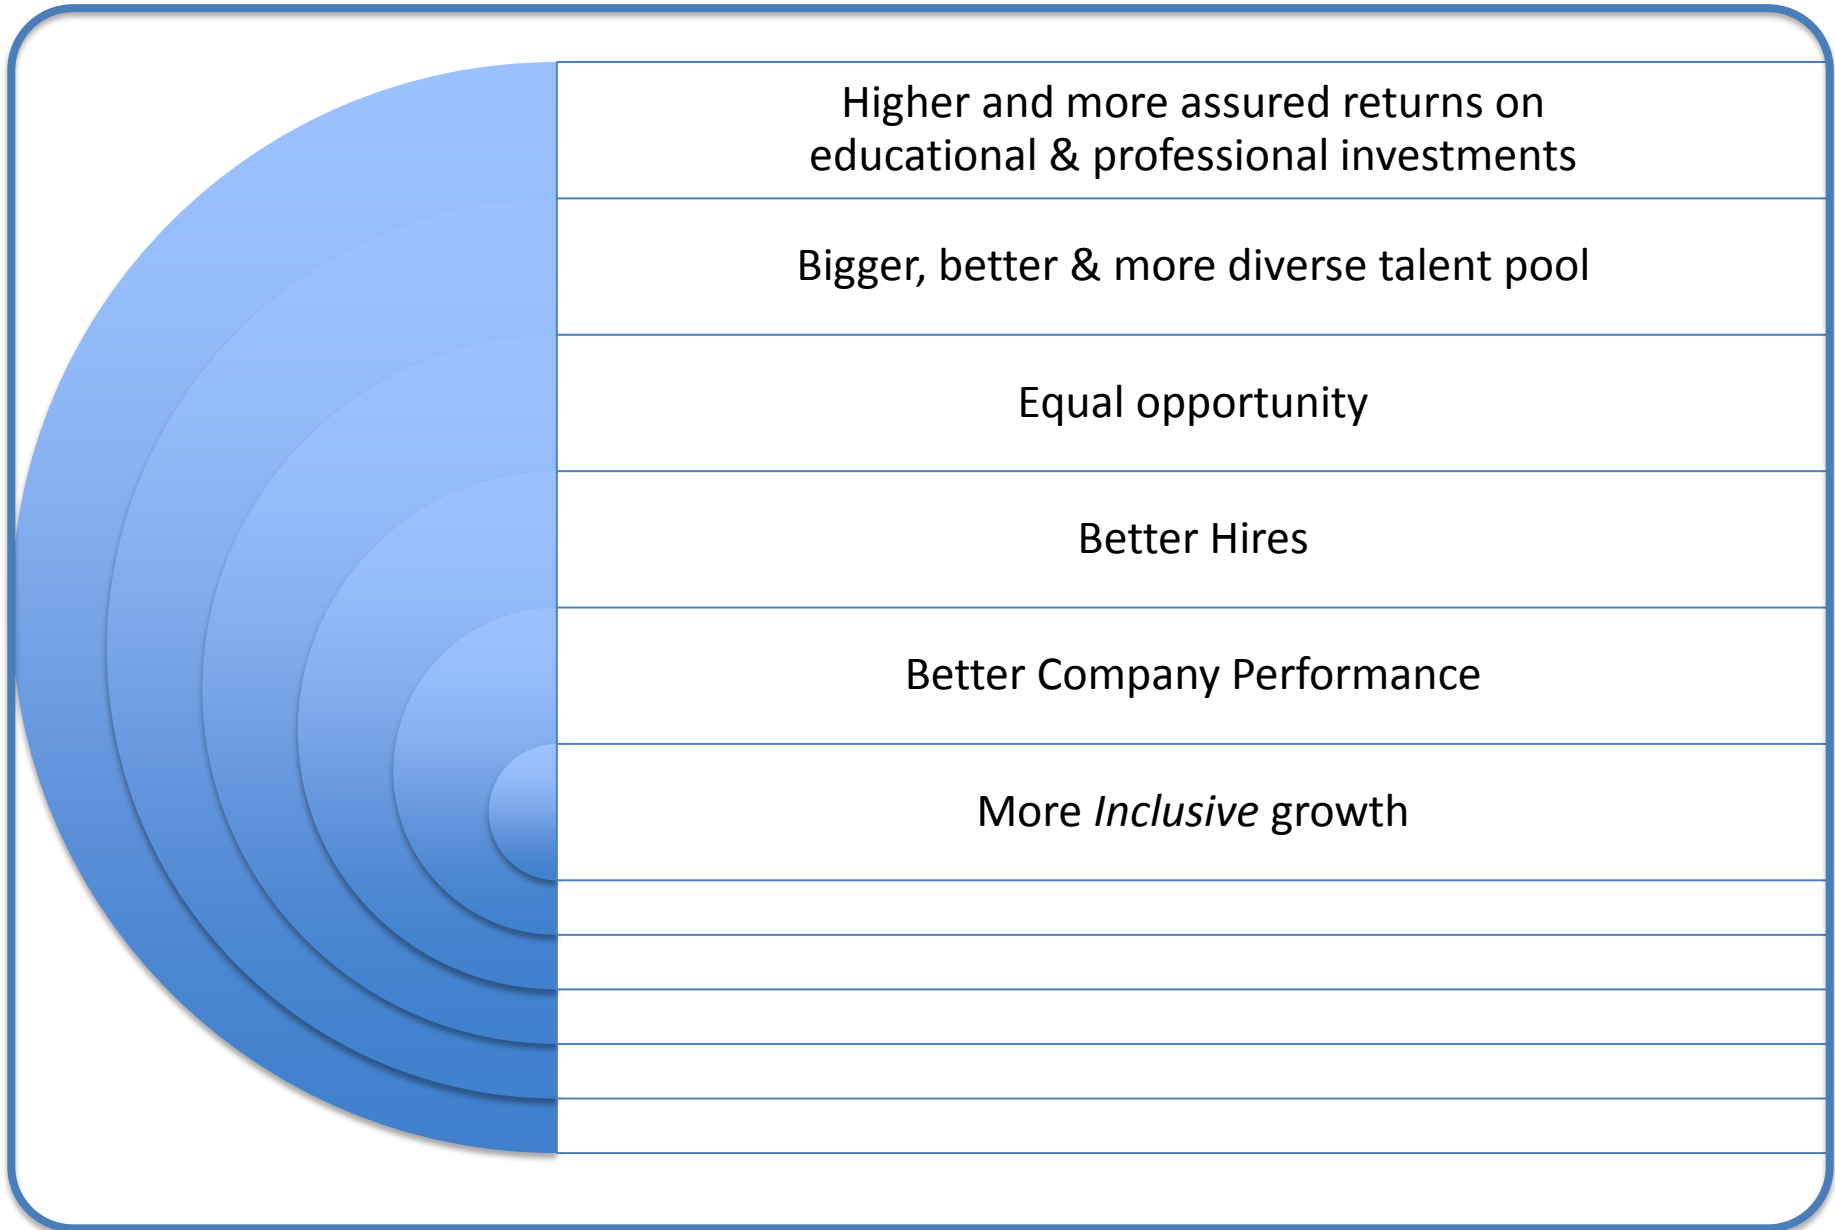 Higher and more assured returns on
educational & professional investments
Bigger, better & more diverse talent pool
Equal opportunity
Better Hires
Better Company Performance
More Inclusive growth